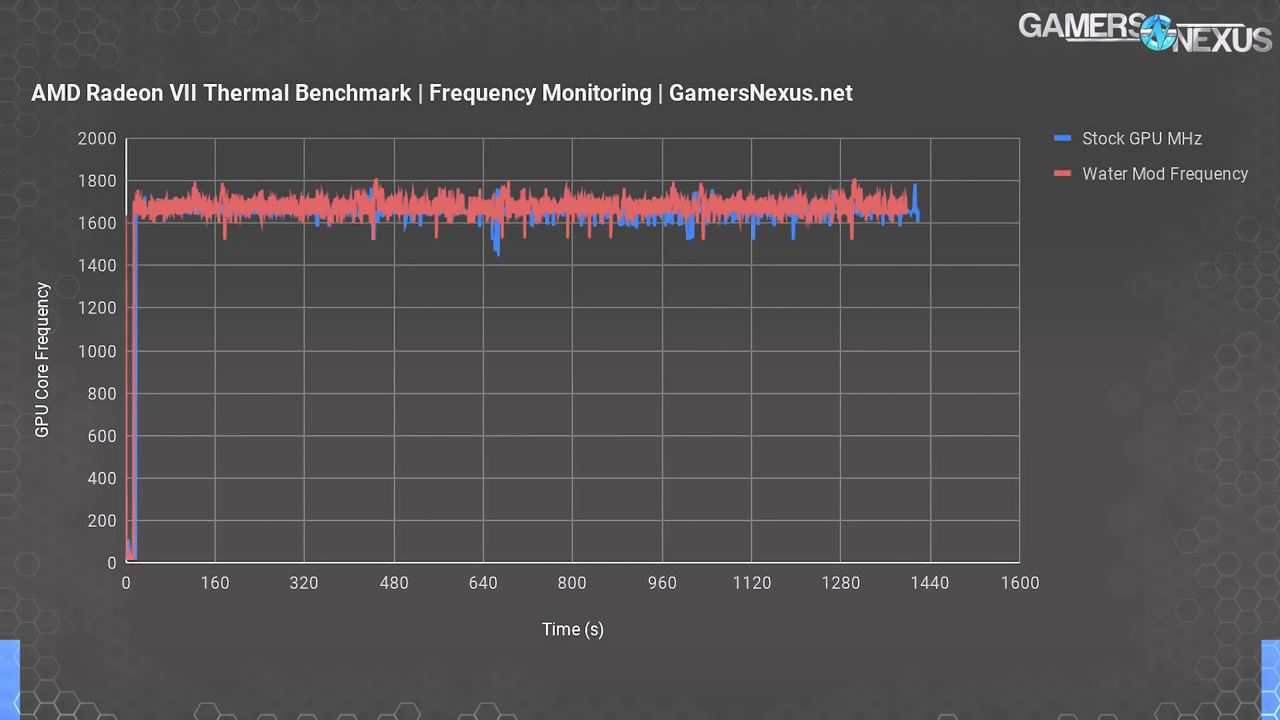 GAMERS NEXUS
AMD Radeon VII Thermal Benchmark | Frequency Monitoring | GamersNexus.net
Stock GPU MHz
Water Mod Frequency
GPU Core Frequency
2000
1800
1600
1400
1200
1000
800
600
400
200
0
0 160 320 480 640 800 960 1120 1280 1440 1600
Time (s)